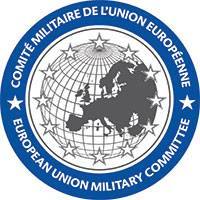 COMITÉ MILITAIRE DE L'UNION EUROPÉENNE
EUROPEAN UNION MILITARY COMMITTEE